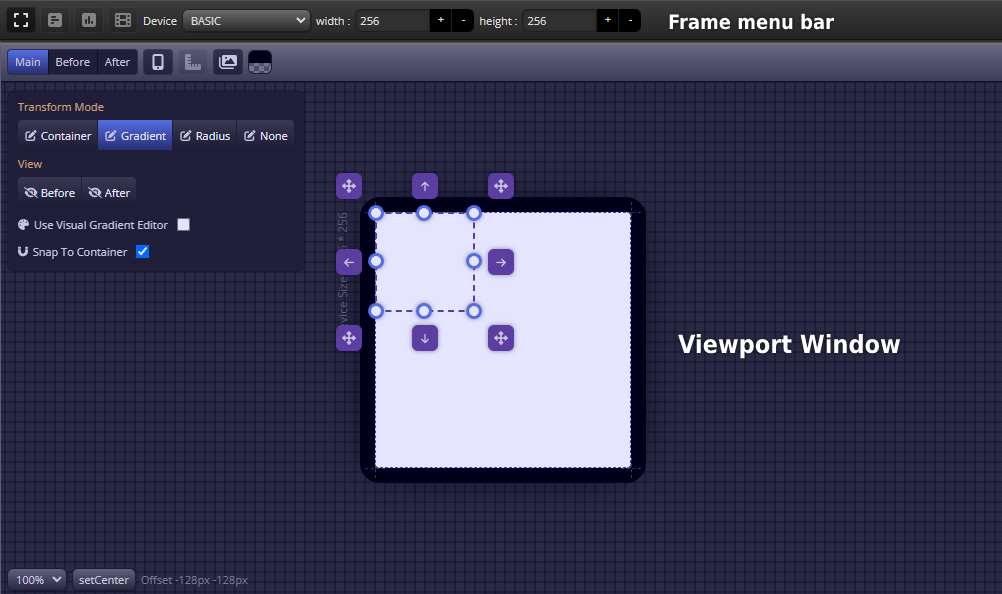 Device BASIC width : 256 + - height : 256 + - Frame menu bar
Main Before After
Transform Mode
Container Gradient Radius None
View
Before After
Use Visual Gradient Editor
Snap To Container
* 256
vice Size
Viewport Window
100% setCenter Offset -128px -128px